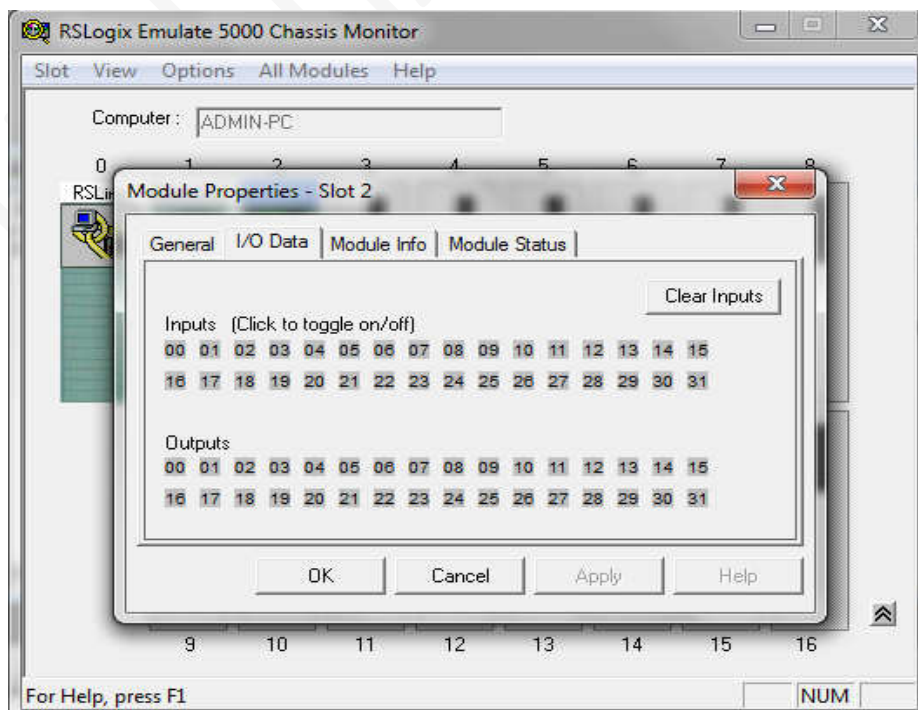 RSLogix Emulate 5000 Chassis Monitor
Slot View Options All Modules Help
Computer : ADMIN-PC
0 1 2 3 4 5 6 7 8
Module Properties - Slot 2
General I/O Data Module Info Module Status
Clear Inputs
Inputs (Click to toggle on/off)
00 01 02 03 04 05 06 07 08 09 10 11 12 13 14 15
16 17 18 19 20 21 22 23 24 25 26 27 28 29 30 31
Outputs
00 01 02 03 04 05 06 07 08 09 10 11 12 13 14 15
16 17 18 19 20 21 22 23 24 25 26 27 28 29 30 31
OK Cancel Apply Help
9 10 11 12 13 14 15 16
For Help, press F1 NUM